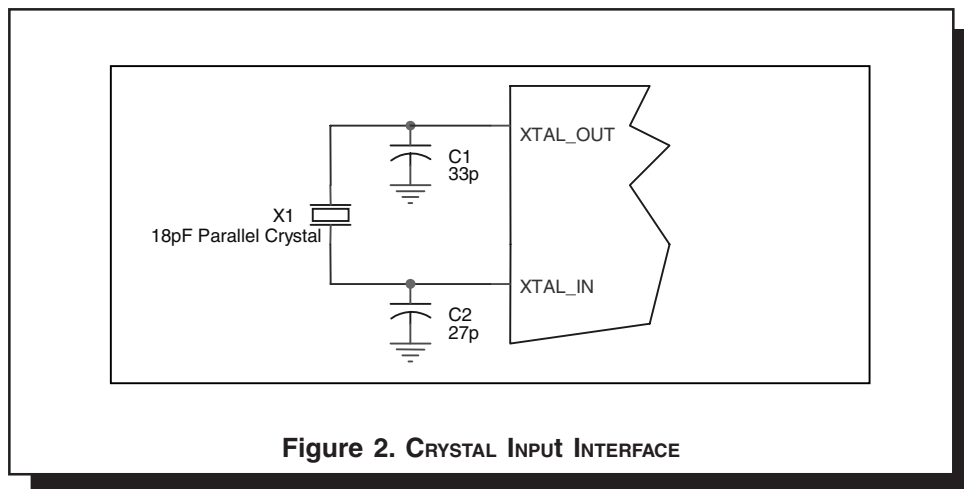 XTAL_OUT
C1
33p
X1
18pF Parallel Crystal
XTAL_IN
C2
27p
Figure 2. CRYSTAL INPUt INTERFACE